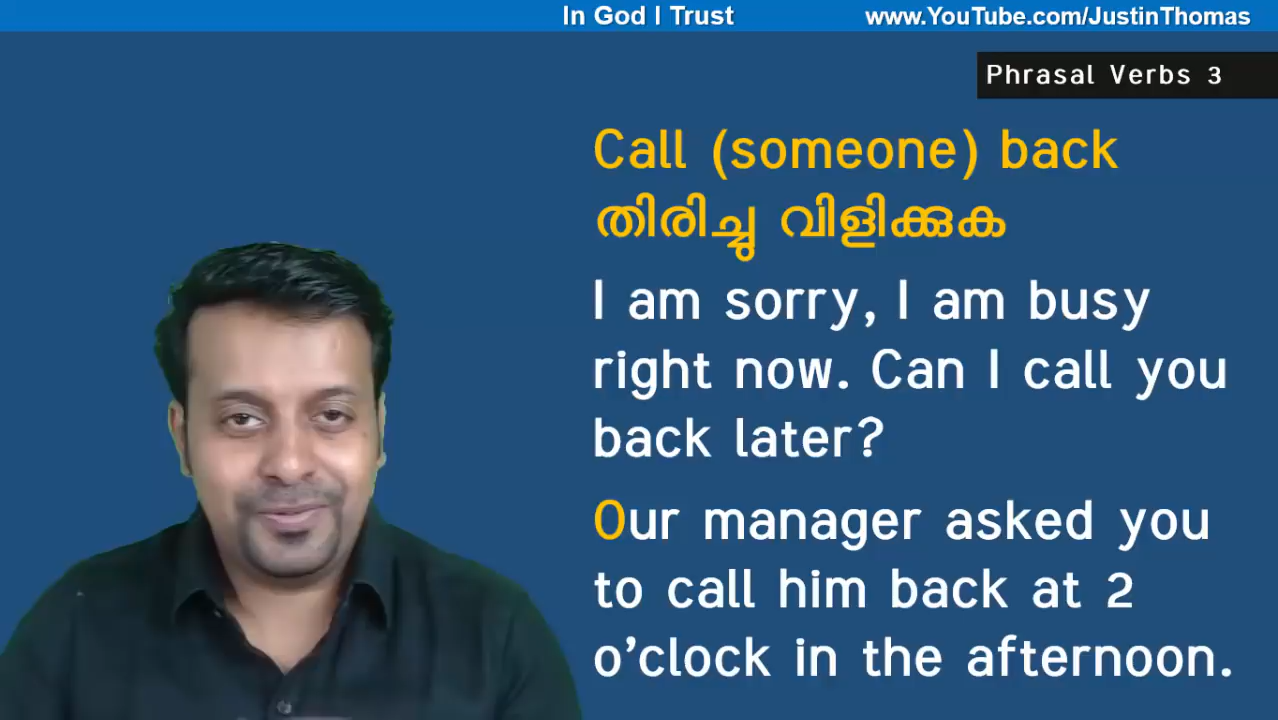 In God I Trust
www.YouTube.com/JustinThomas
Phrasal Verbs 3
Call (someone) back
തിരിച്ചു വിളിക്കുക
I am sorry, I am busy
right now. Can I call you
back later?
Our manager asked you
to call him back at 2
o’clock in the afternoon.